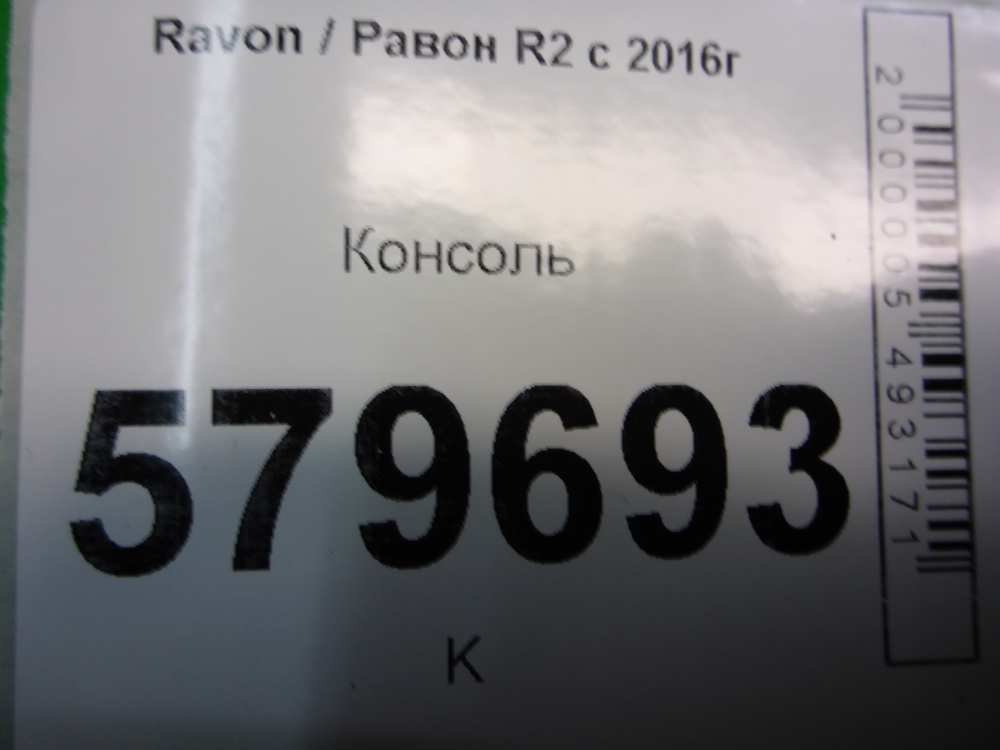 Ravon / Равон R2 с 2016г
Консоль
579693
К
2000005493171